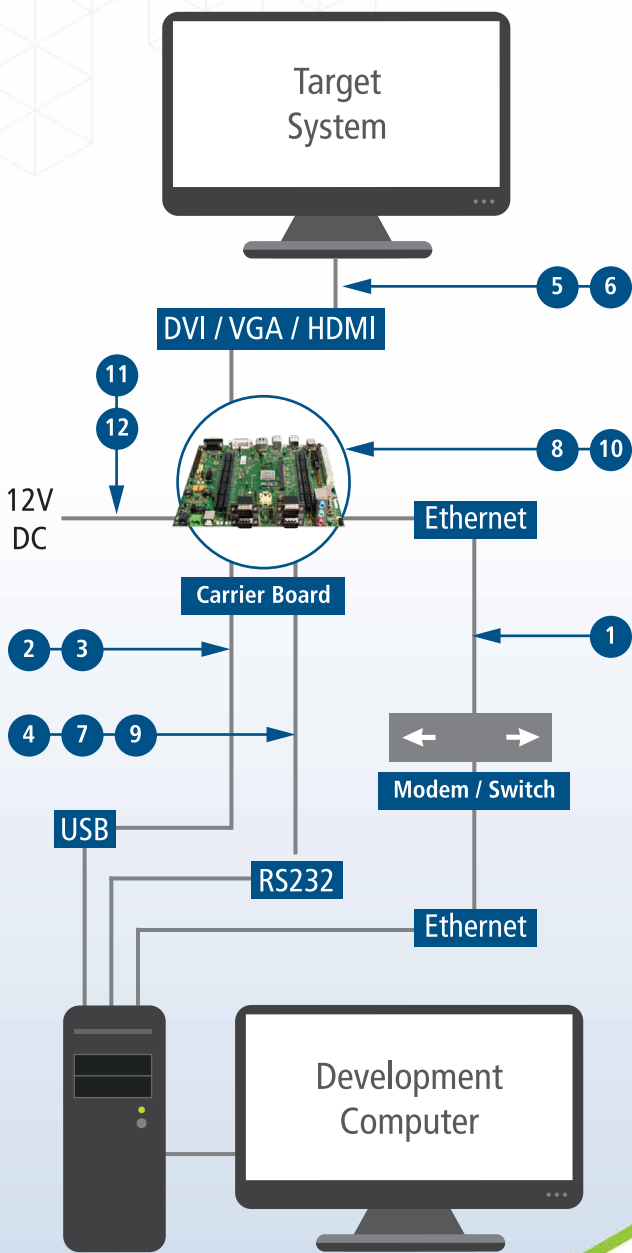 Target
System
5 6
DVI / VGA / HDMI
11
12
8 10
12V
DC
Ethernet
Carrier Board
2 3
1
4 7 9
Modem / Switch
USB
RS232
Ethernet
Development
Computer